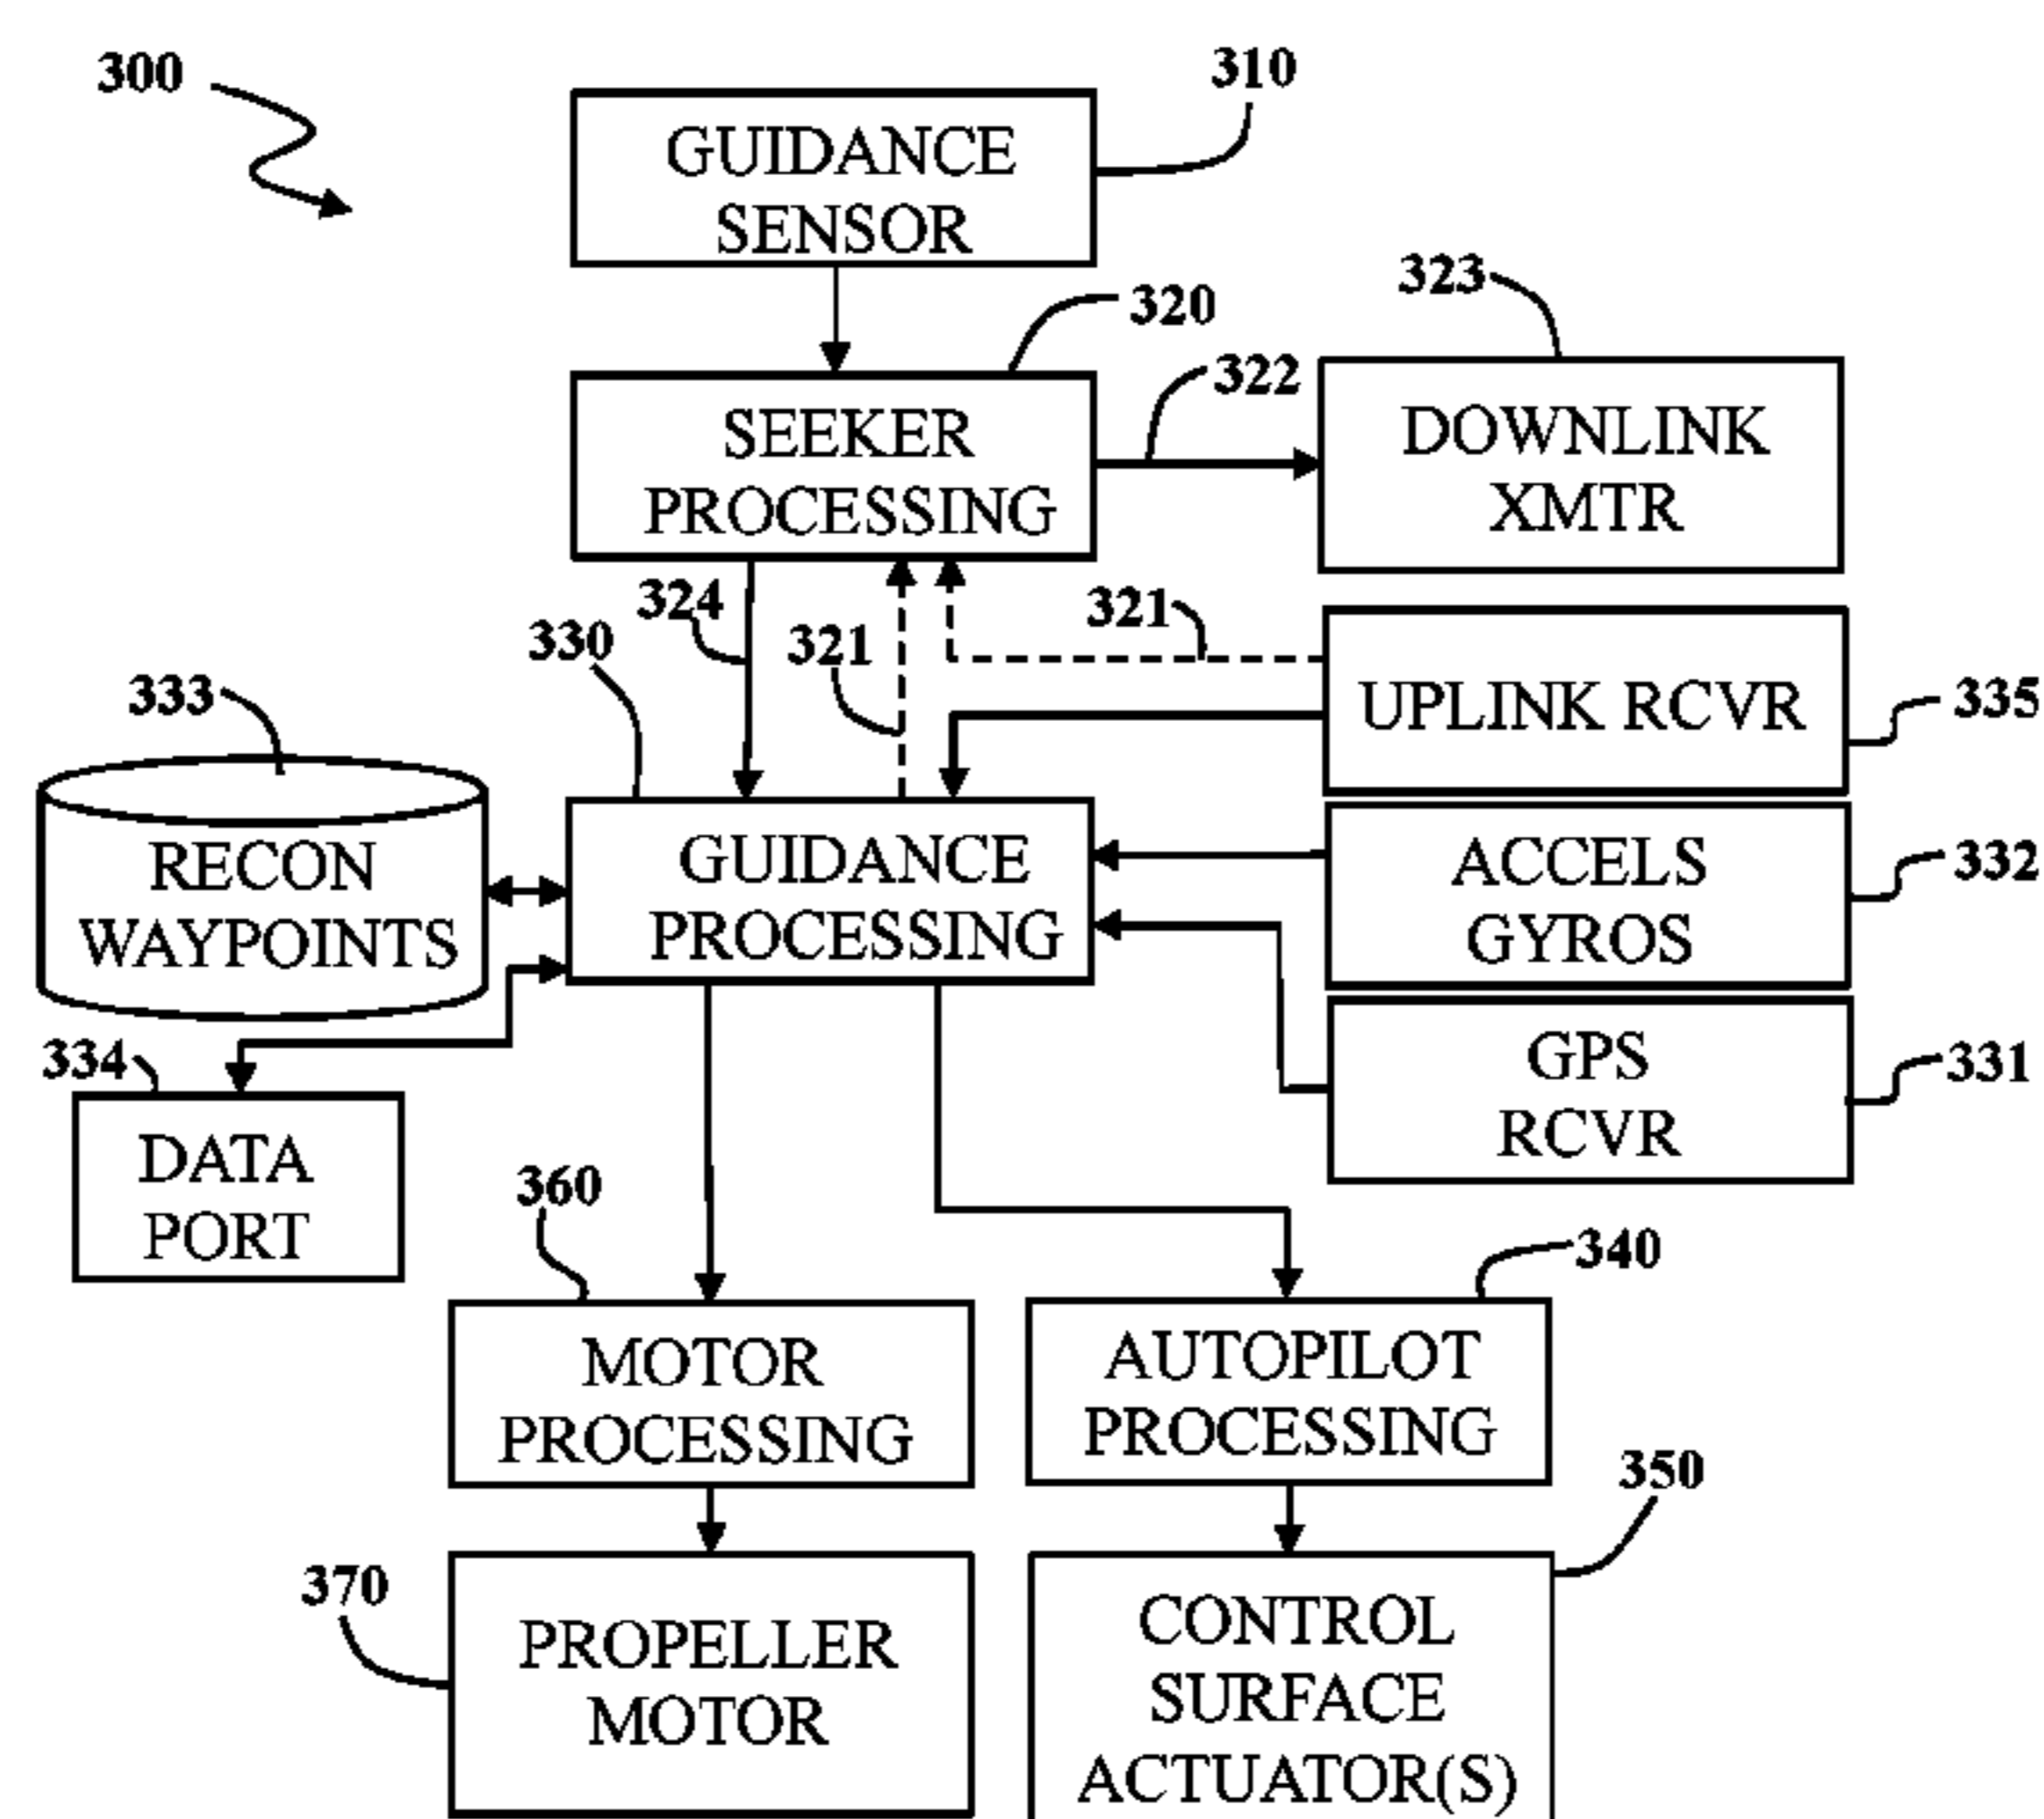 300
310
GUIDANCE
SENSOR
320
323
322
SEEKER
PROCESSING
DOWNLINK
XMTR
324
321
321
330
UPLINK RCVR
335
333
RECON
WAYPOINTS
GUIDANCE
PROCESSING
ACCELS
GYROS
332
334
DATA
PORT
GPS
RCVR
331
360
340
MOTOR
PROCESSING
AUTOPILOT
PROCESSING
350
370
PROPELLER
MOTOR
CONTROL
SURFACE
ACTUATOR(S)